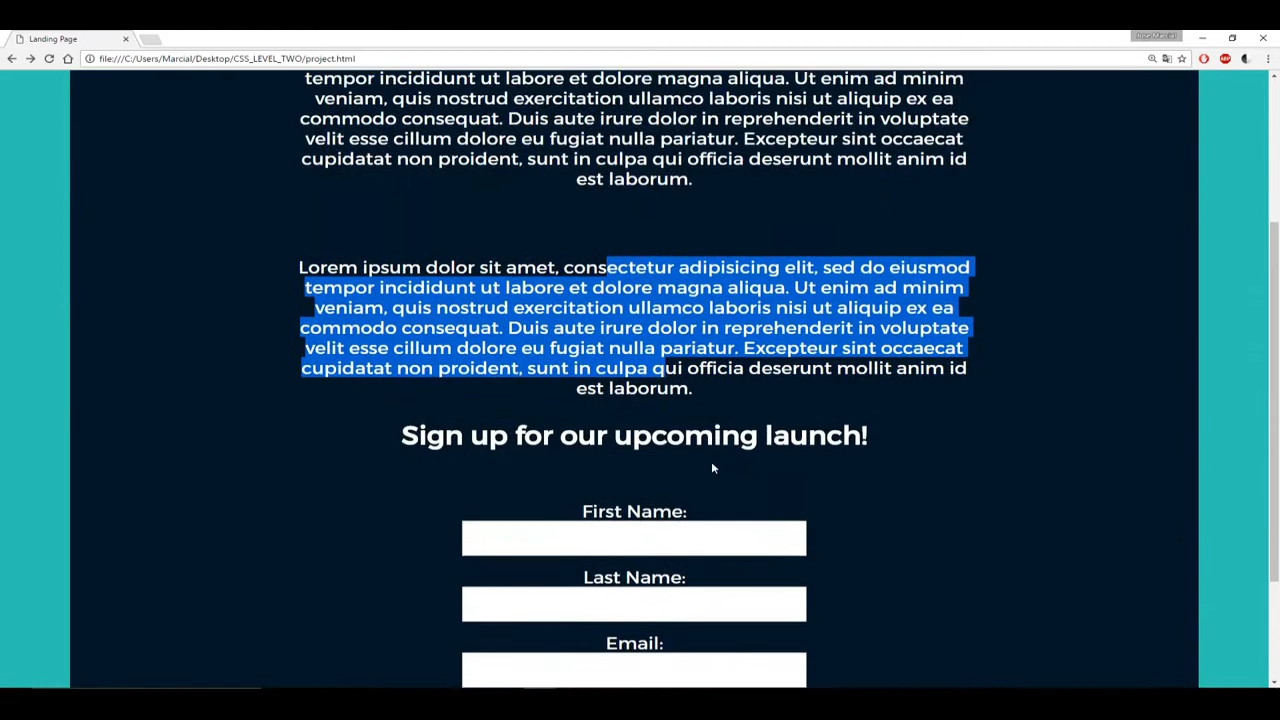 Landing Page
Jose Marcial
file:///C:/Users/Marcial/Desktop/CSS_LEVEL_TWO/project.html
ABP
tempor incididunt ut labore et dolore magna aliqua. Ut enim ad minim
veniam, quis nostrud exercitation ullamco laboris nisi ut aliquip ex ea
commodo consequat. Duis aute irure dolor in reprehenderit in voluptate
velit esse cillum dolore eu fugiat nulla pariatur. Excepteur sint occaecat
cupidatat non proident, sunt in culpa qui officia deserunt mollit anim id
est laborum.
Lorem ipsum dolor sit amet, consectetur adipisicing elit, sed do eiusmod
tempor incididunt ut labore et dolore magna aliqua. Ut enim ad minim
veniam, quis nostrud exercitation ullamco laboris nisi ut aliquip ex ea
commodo consequat. Duis aute irure dolor in reprehenderit in voluptate
velit esse cillum dolore eu fugiat nulla pariatur. Excepteur sint occaecat
cupidatat non proident, sunt in culpa qui officia deserunt mollit anim id
est laborum.
Sign up for our upcoming launch!
First Name:
Last Name:
Email: